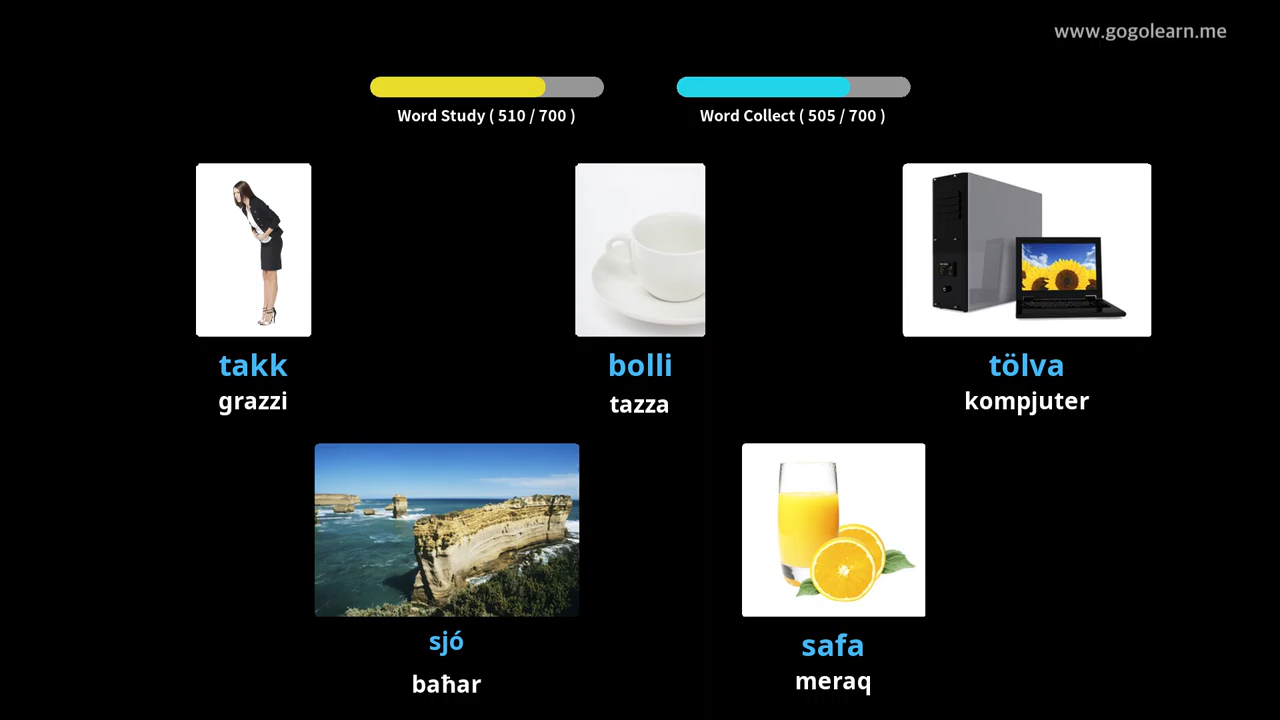 www.gogolearn.me
Word Study ( 510 / 700 )
Word Collect ( 505 / 700 )
takk
grazzi
bolli
tazza
tölva
kompjuter
sjó
baħar
safa
meraq